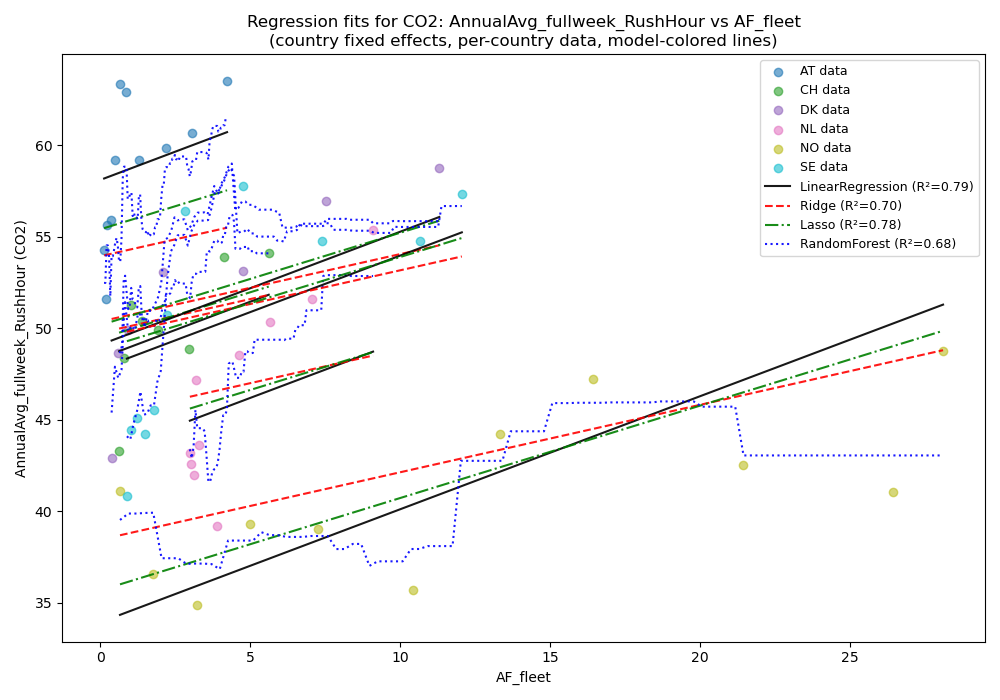 Regression fits for CO2: AnnualAvg_fullweek_RushHour vs AF_fleet
(country fixed effects, per-country data, model-colored lines)
AnnualAvg_fullweek_RushHour (CO2)
60
55
50
45
40
35
0
5
10
15
20
25
AF_fleet
AT data
CH data
DK data
NL data
NO data
SE data
LinearRegression (R²=0.79)
Ridge (R²=0.70)
Lasso (R²=0.78)
RandomForest (R²=0.68)